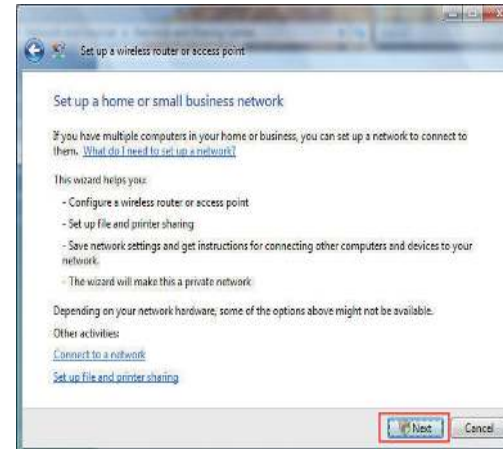 Set up a wireless router or access point
Set up a home or small business network
If you have multiple computers in your home or business, you can set up a network to connect to
them. What do I need to set up a network?
This wizard helps you:
- Configure a wireless router or access point
- Set up file and printer sharing
- Save network settings and get instructions for connecting other computers and devices to your
network.
- The wizard will make this a private network
Depending on your network hardware, some of the options above might not be available.
Other activities:
Connect to a network
Set up file and printer sharing
Next
Cancel